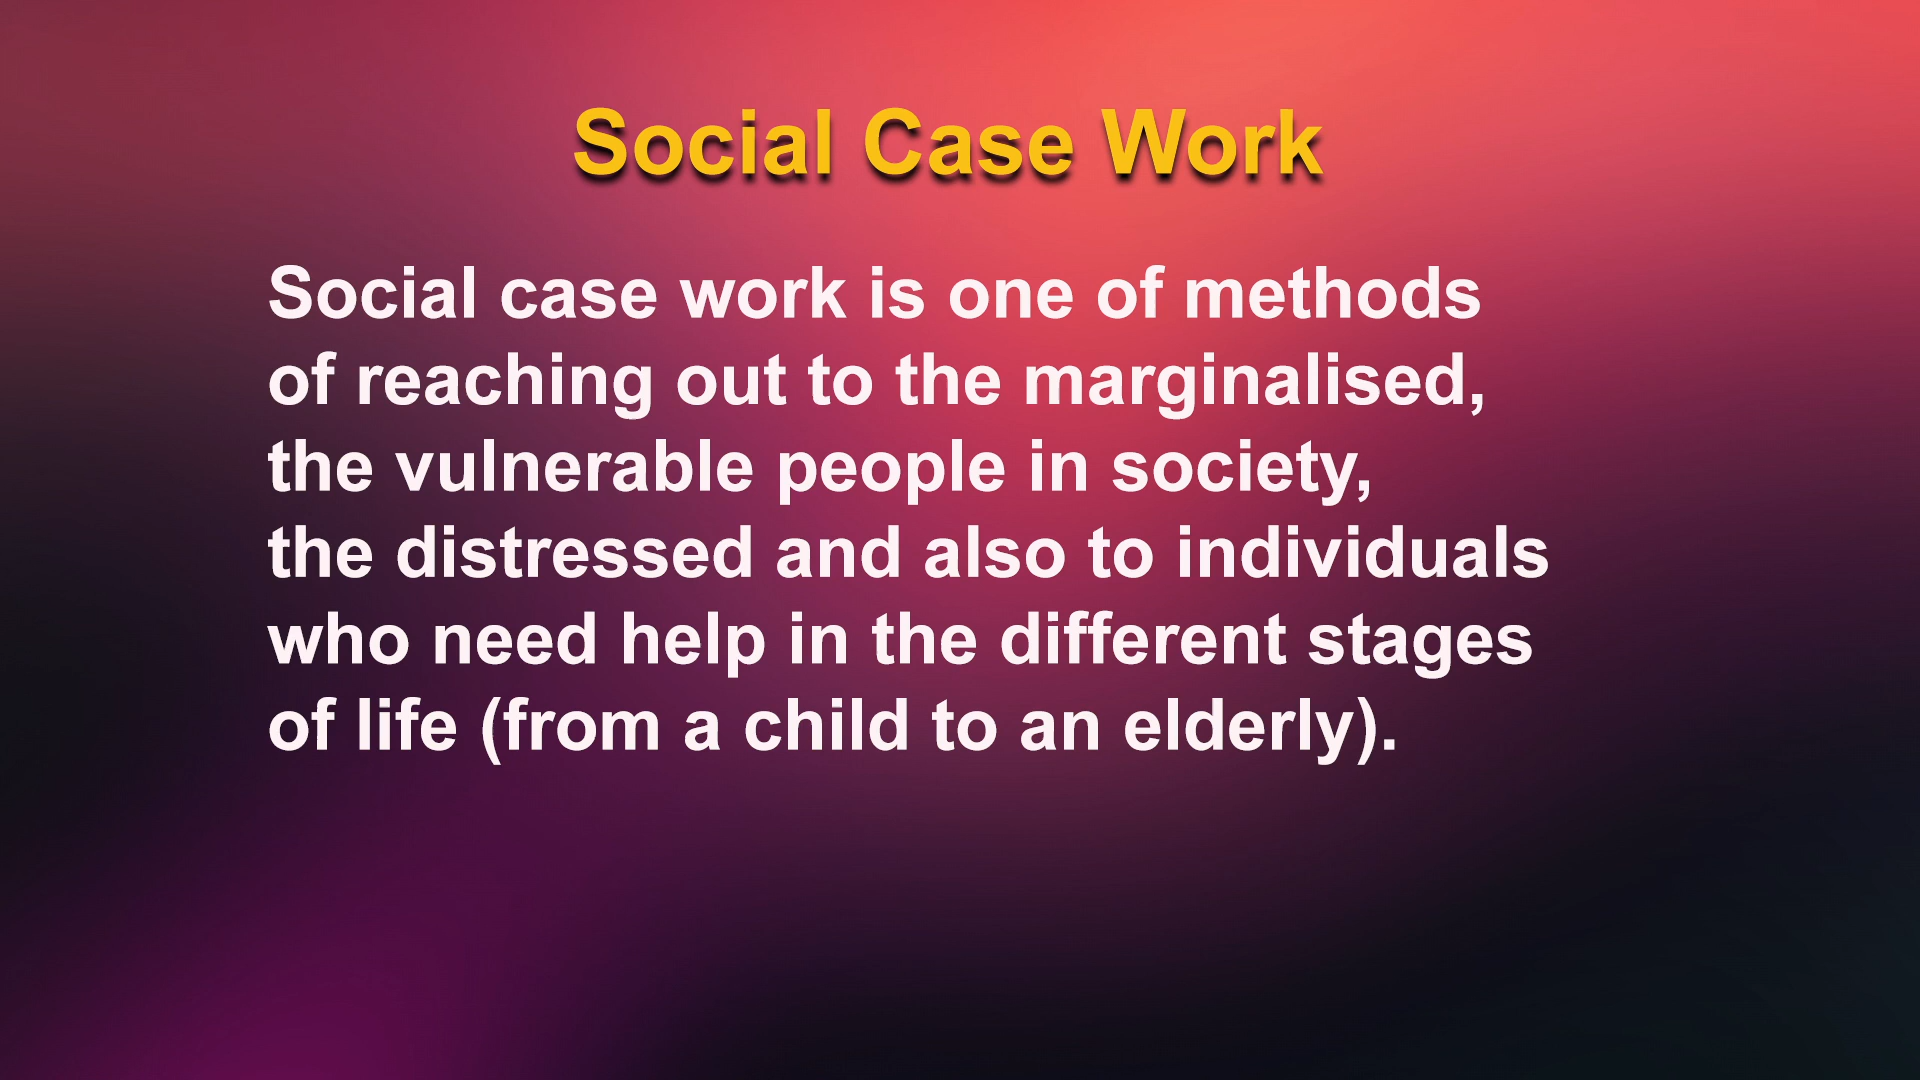 Social Case Work
Social case work is one of methods
of reaching out to the marginalised,
the vulnerable people in society,
the distressed and also to individuals
who need help in the different stages
of life (from a child to an elderly).